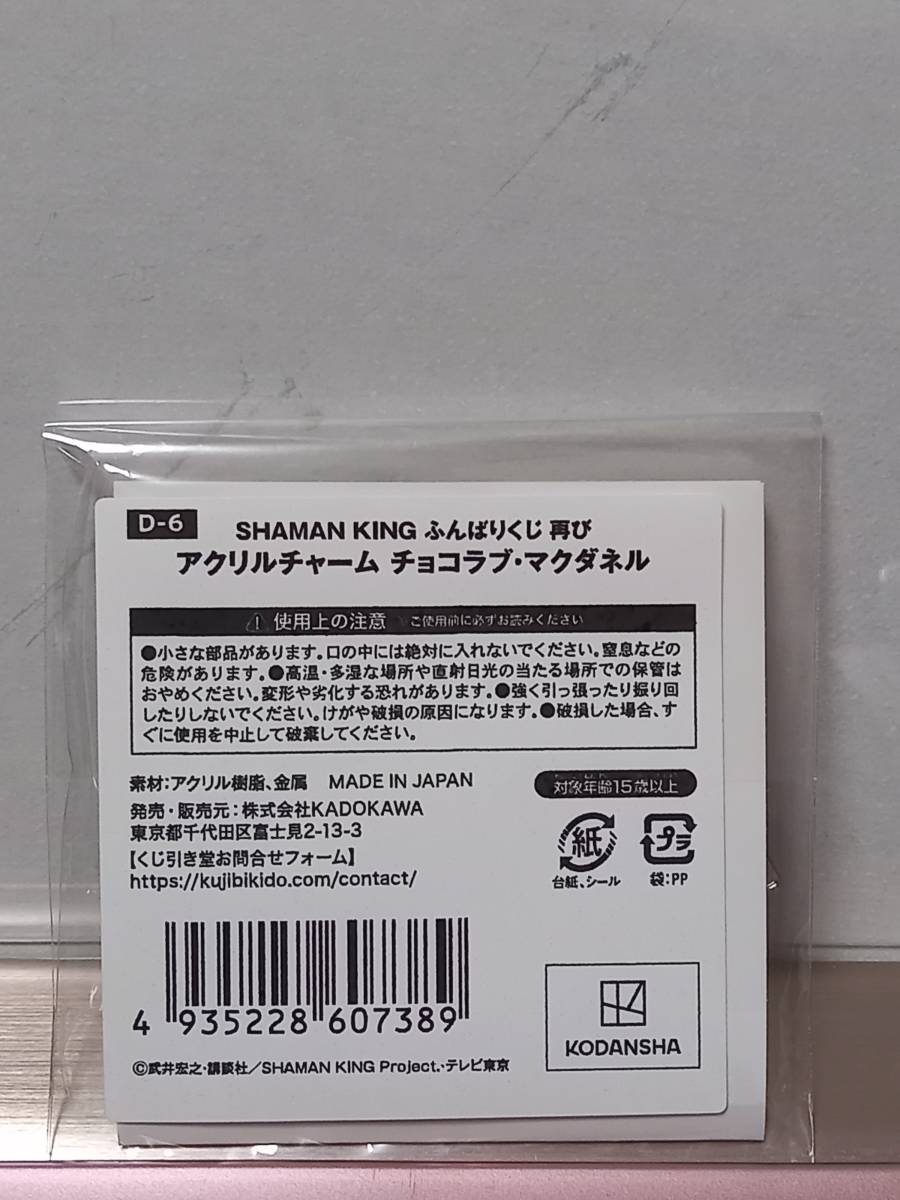 D-6
SHAMAN KING ふんばりくじ 再び
アクリルチャーム チョコラブ・マクダネル
使用上の注意 ご使用前に必ずお読みください
●小さな部品があります。口の中には絶対に入れないでください。窒息などの
危険があります。●高温・多湿な場所や直射日光の当たる場所での保管は
おやめください。変形や劣化する恐れがあります。●強く引っ張ったり振り回
したりしないでください。けがや破損の原因になります。●破損した場合、す
ぐに使用を中止して破棄してください。
素材:アクリル樹脂、金属 MADE IN JAPAN
対象年齢15歳以上
発売・販売元:株式会社KADOKAWA
東京都千代田区富士見2-13-3
【くじ引き堂お問合せフォーム】
https://kujibikido.com/contact/
紙
台紙、シール
プラ
袋:PP
4 935228 607389
KODANSHA
©武井宏之・講談社／SHAMAN KING Project.・テレビ東京